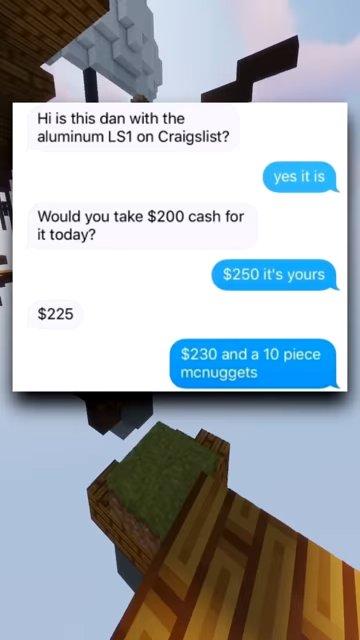 Hi is this dan with the
aluminum LS1 on Craigslist?
yes it is
Would you take $200 cash for
it today?
$250 it's yours
$225
$230 and a 10 piece
mcnuggets